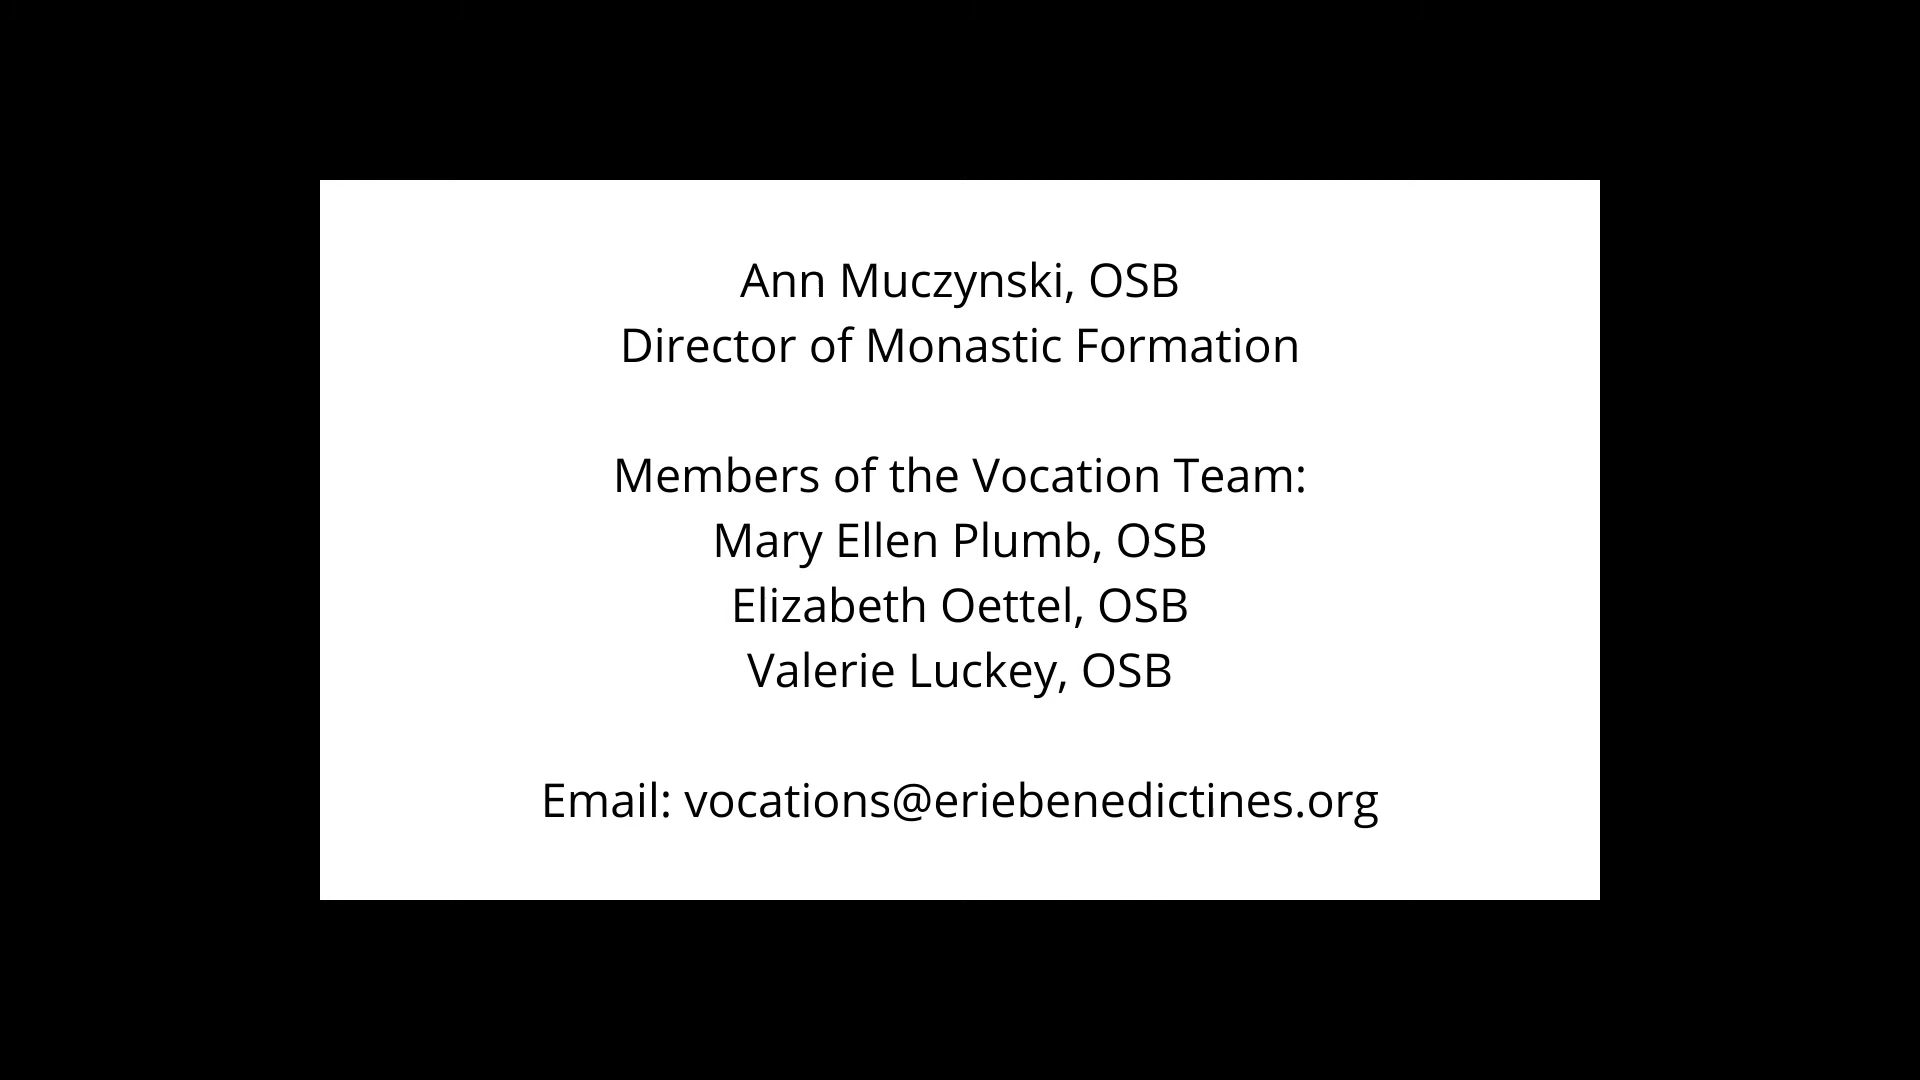 Ann Muczynski, OSB
Director of Monastic Formation
Members of the Vocation Team:
Mary Ellen Plumb, OSB
Elizabeth Oettel, OSB
Valerie Luckey, OSB
Email: vocations@eriebenedictines.org